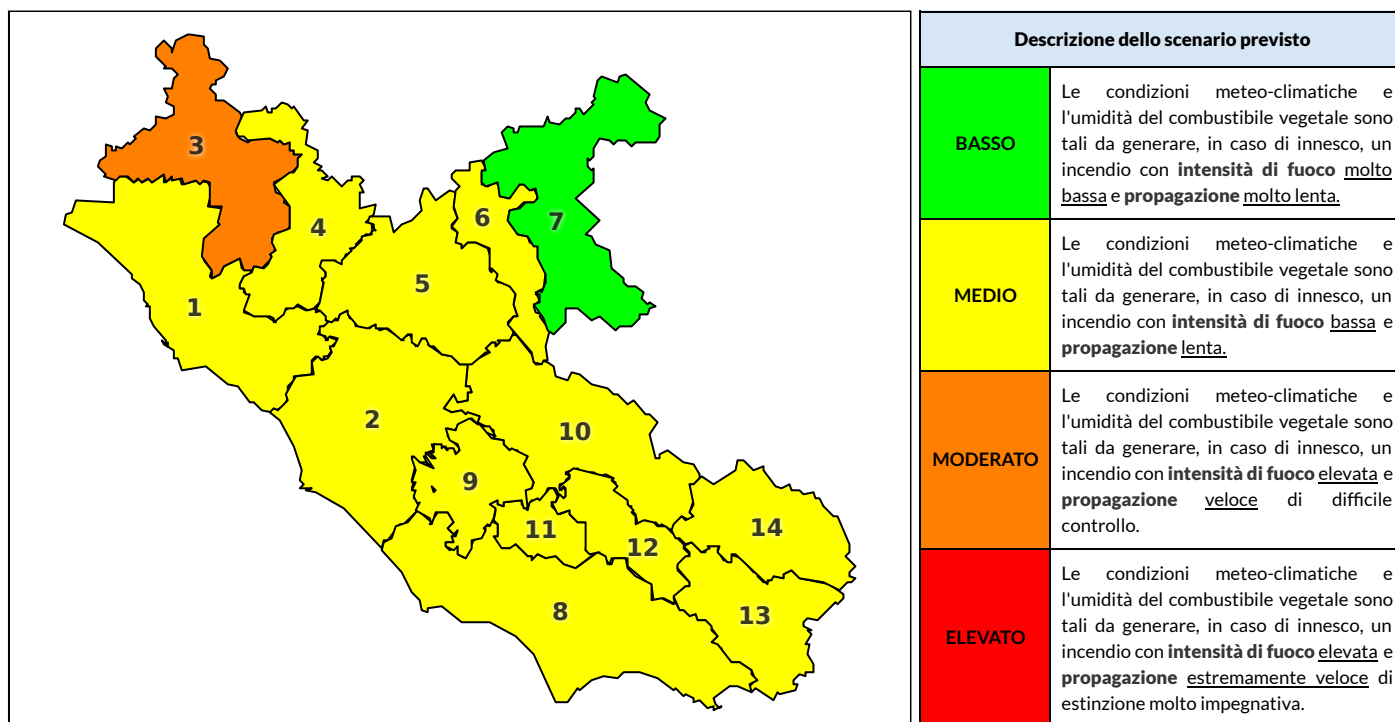 3
4
6
7
1
5
2
10
9
11
12
14
8
13
Descrizione dello scenario previsto
BASSO
Le condizioni meteo-climatiche e
l'umidità del combustibile vegetale sono
tali da generare, in caso di innesco, un
incendio con intensità di fuoco molto
bassa e propagazione molto lenta.
MEDIO
Le condizioni meteo-climatiche e
l'umidità del combustibile vegetale sono
tali da generare, in caso di innesco, un
incendio con intensità di fuoco bassa e
propagazione lenta.
MODERATO
Le condizioni meteo-climatiche e
l'umidità del combustibile vegetale sono
tali da generare, in caso di innesco, un
incendio con intensità di fuoco elevata e
propagazione veloce di difficile
controllo.
ELEVATO
Le condizioni meteo-climatiche e
l'umidità del combustibile vegetale sono
tali da generare, in caso di innesco, un
incendio con intensità di fuoco elevata e
propagazione estremamente veloce di
estinzione molto impegnativa.